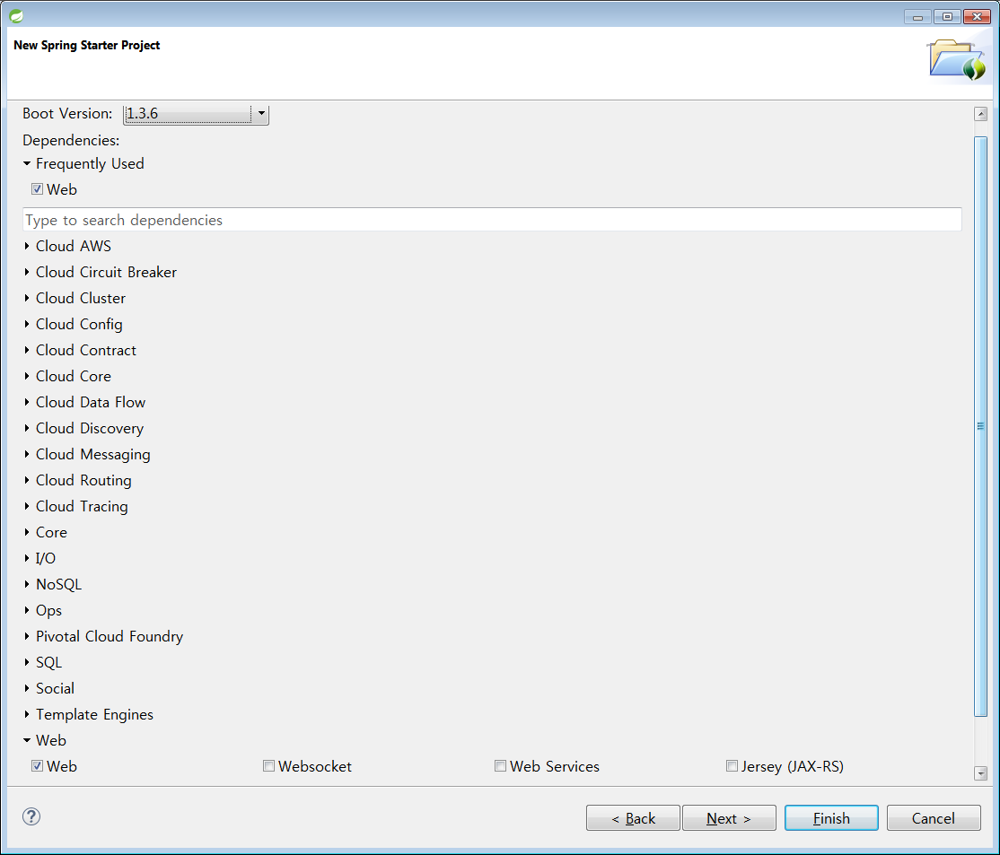 New Spring Starter Project
Boot Version: 1.3.6
Dependencies:
Frequently Used
Web
Type to search dependencies
Cloud AWS
Cloud Circuit Breaker
Cloud Cluster
Cloud Config
Cloud Contract
Cloud Core
Cloud Data Flow
Cloud Discovery
Cloud Messaging
Cloud Routing
Cloud Tracing
Core
I/O
NoSQL
Ops
Pivotal Cloud Foundry
SQL
Social
Template Engines
Web
Web Websocket Web Services Jersey (JAX-RS)
? < Back Next > Finish Cancel